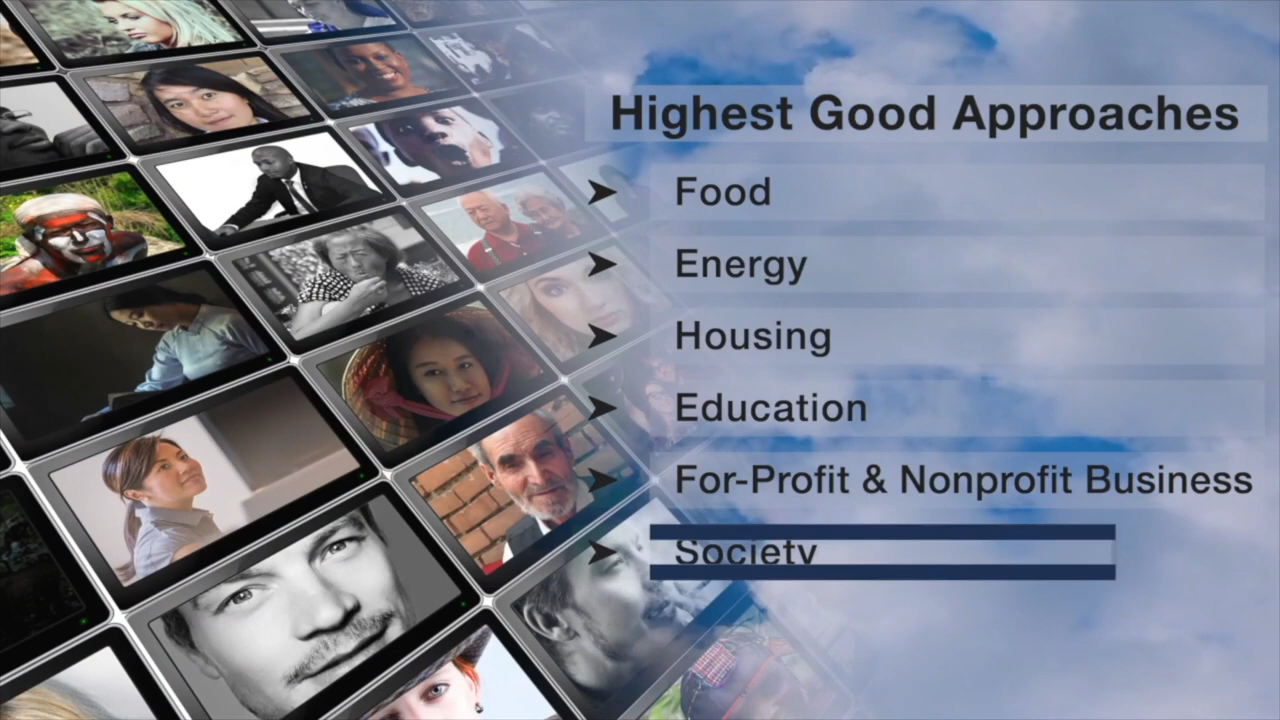 Highest Good Approaches
Food
Energy
Housing
Education
For-Profit & Nonprofit Business
Society